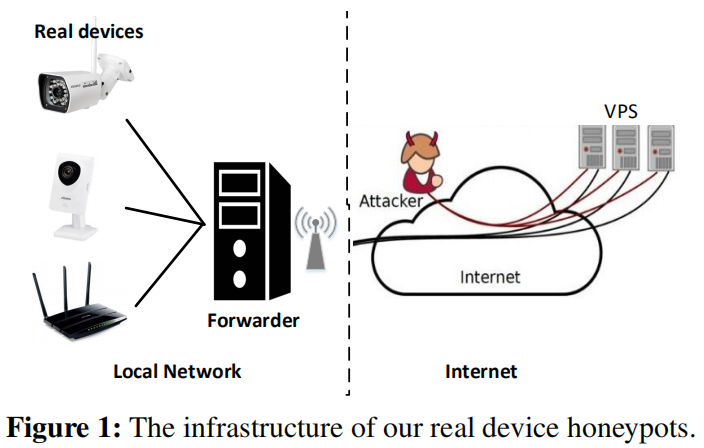 Real devices
VPS
Attacker
Internet
Forwarder
Local Network
Internet
Figure 1: The infrastructure of our real device honeypots.